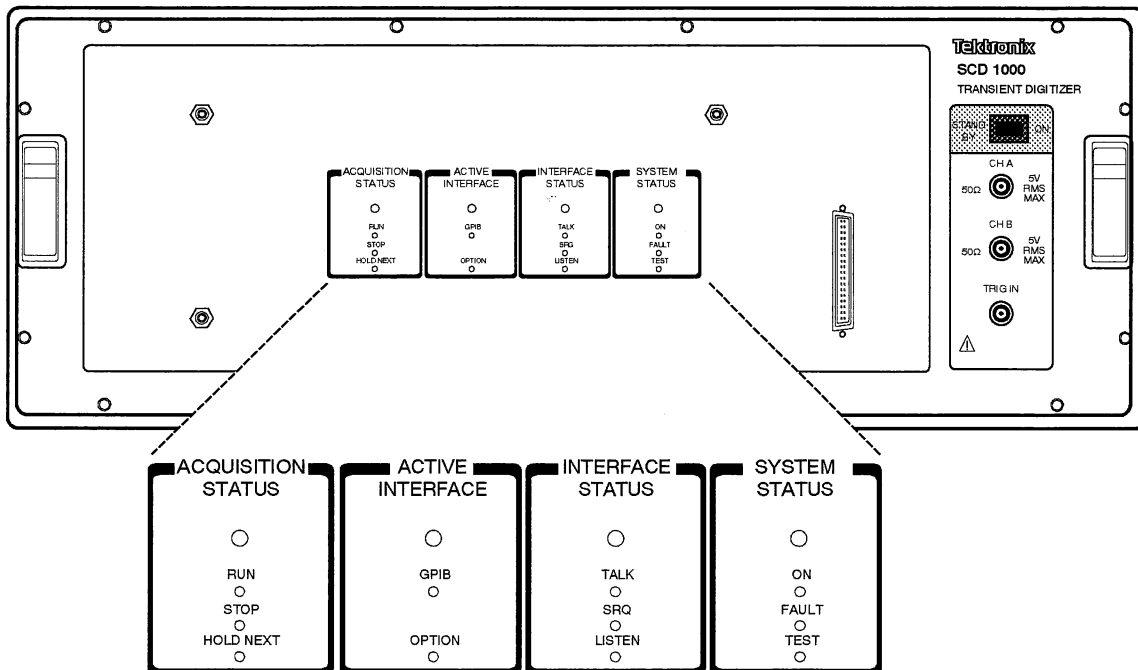 Tektronix
SCD 1000
TRANSIENT DIGITIZER
STAND BY
ON
CH A
50Ω
5V RMS MAX
CH B
50Ω
5V RMS MAX
TRIG IN
ACQUISITION STATUS
RUN
STOP
HOLD NEXT
ACTIVE INTERFACE
GPIB
OPTION
INTERFACE STATUS
TALK
SRG
LISTEN
SYSTEM STATUS
ON
FAULT
TEST
ACQUISITION STATUS
RUN
STOP
HOLD NEXT
ACTIVE INTERFACE
GPIB
OPTION
INTERFACE STATUS
TALK
SRQ
LISTEN
SYSTEM STATUS
ON
FAULT
TEST